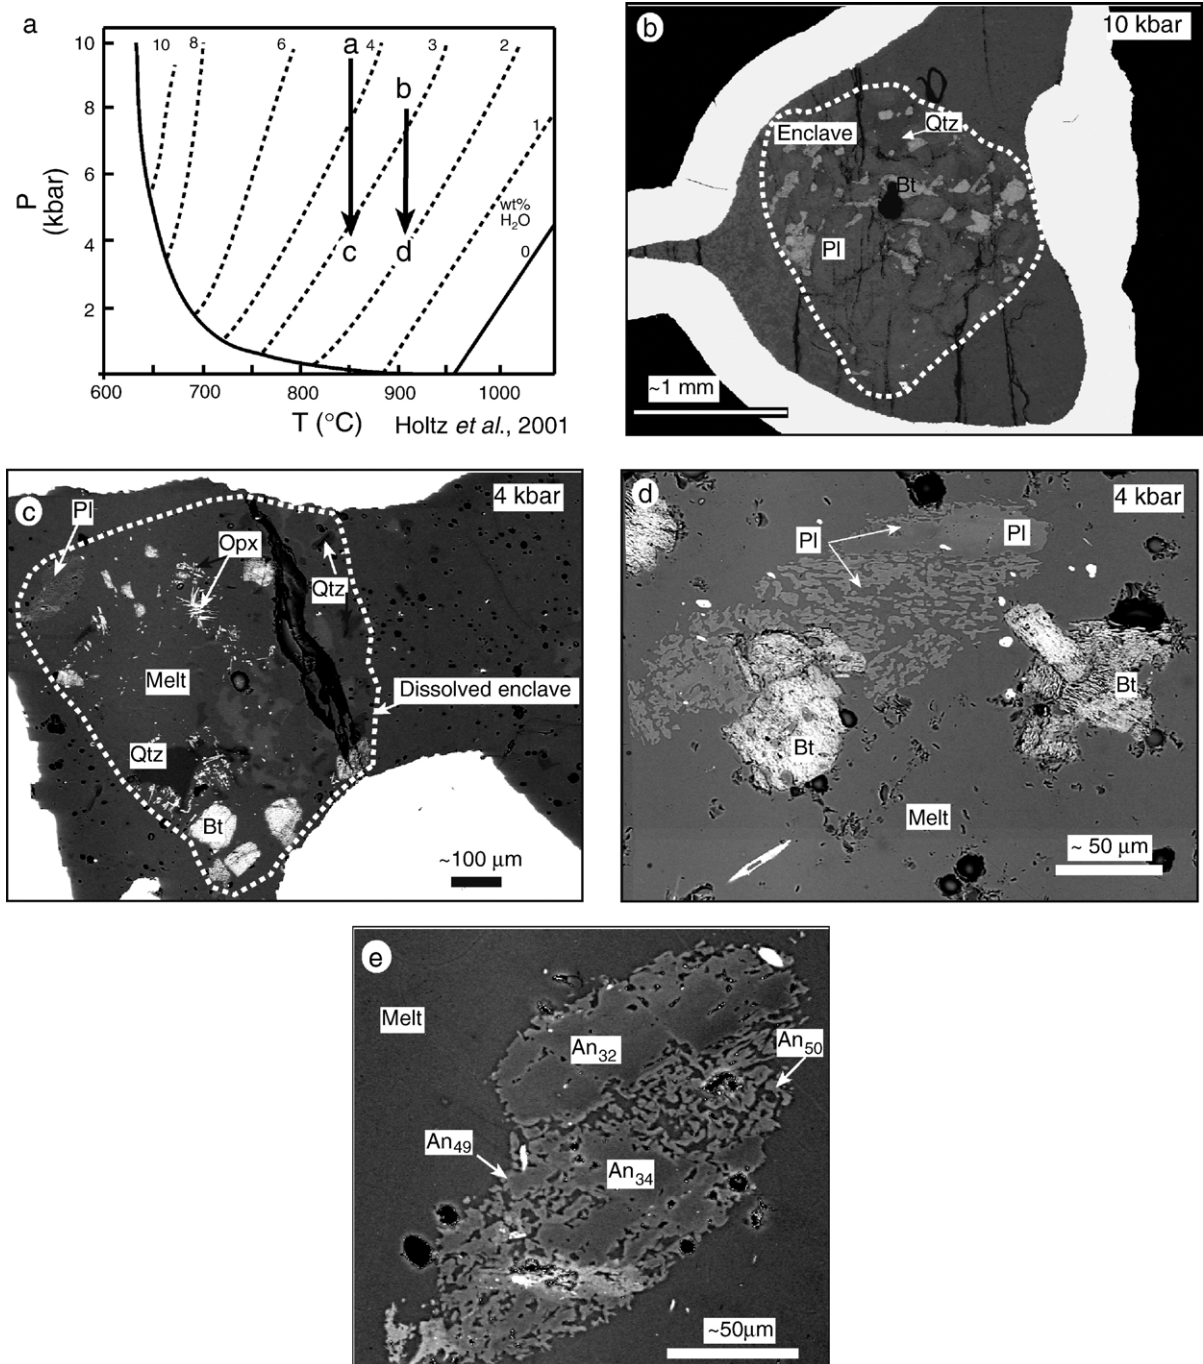 a
10
8
6
4
2
P
(kbar)
10
8
6
a
4
3
2
b
1
wt%
H₂O
0
c
d
600
700
800
900
1000
T (°C)
Holtz et al., 2001
b
10 kbar
Enclave
Qtz
Bt
Pl
~1 mm
c
4 kbar
Pl
Opx
Qtz
Melt
Dissolved enclave
Qtz
Bt
~100 μm
d
4 kbar
Pl
Pl
Bt
Bt
Melt
~ 50 μm
e
Melt
An₃₂
An₅₀
An₄₉
An₃₄
~50μm